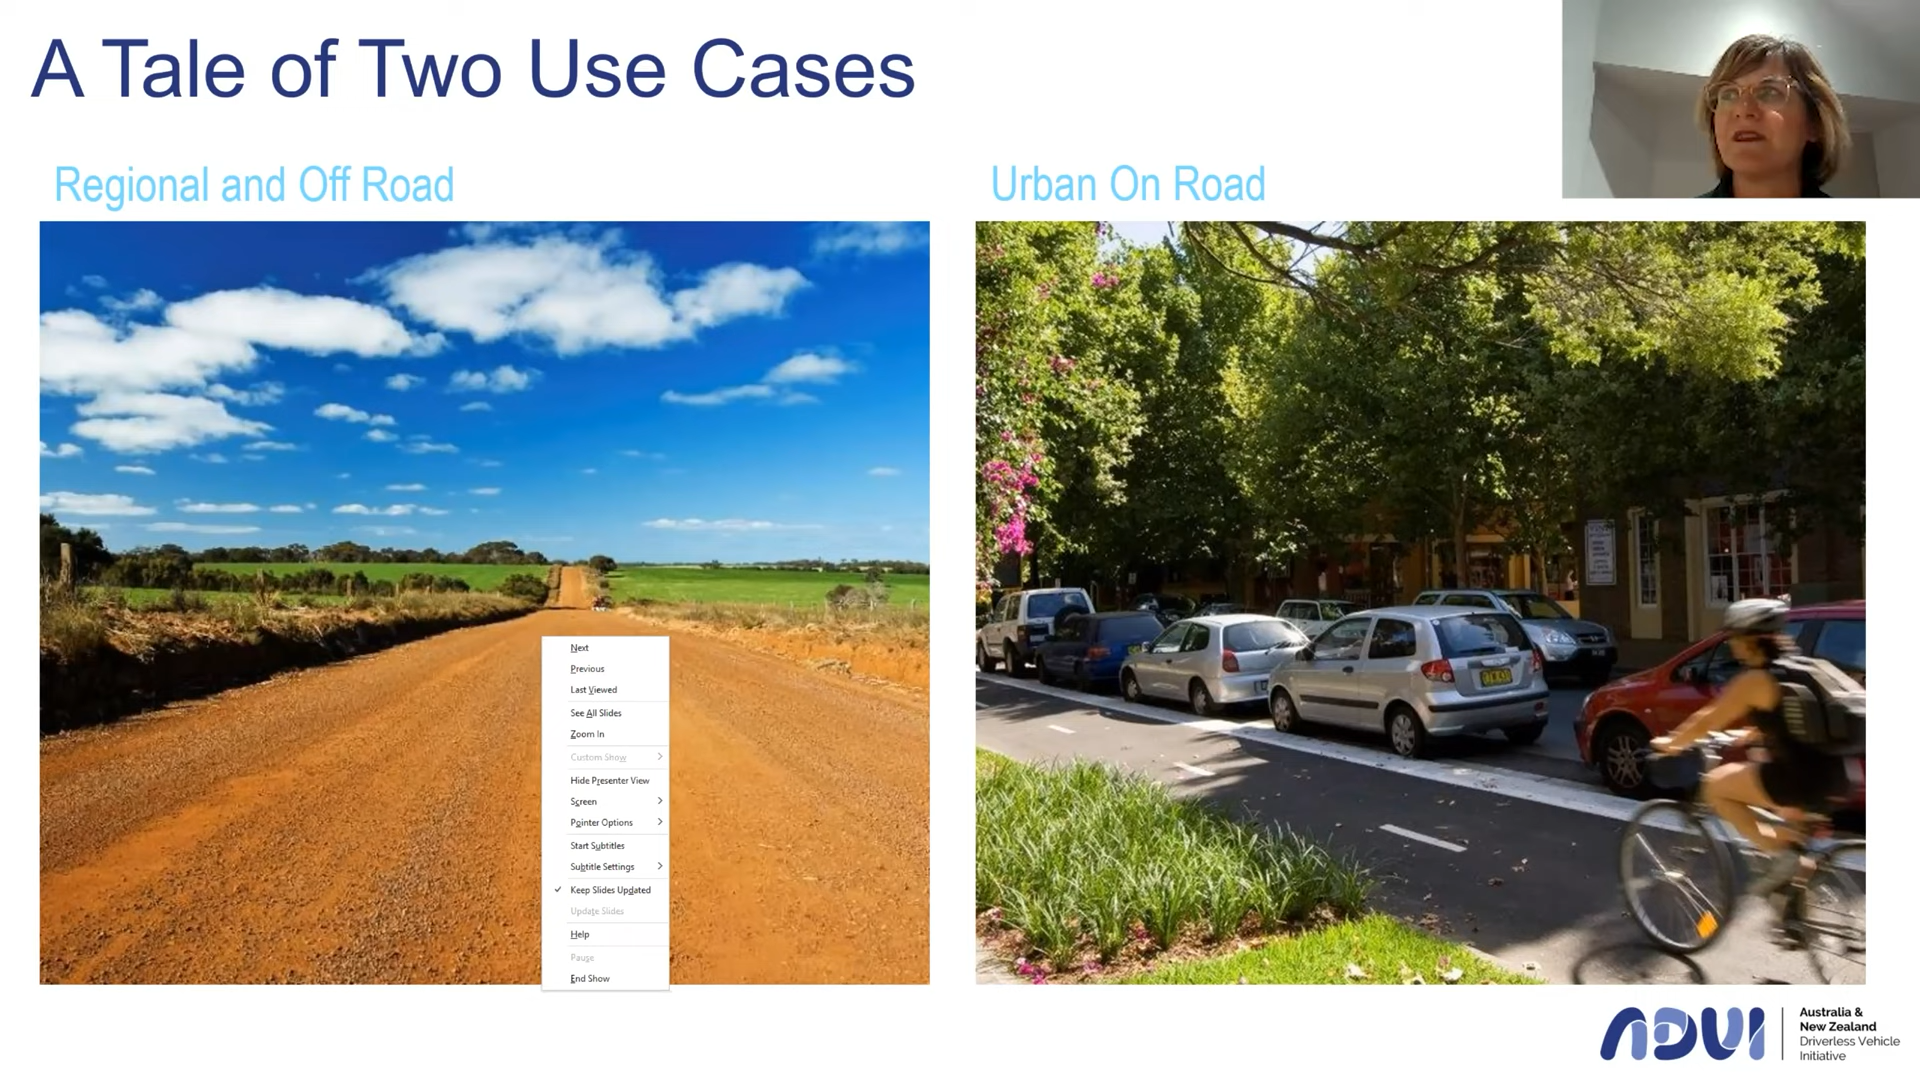 A Tale of Two Use Cases
Regional and Off Road
Urban On Road
Next
Previous
Last Viewed
See All Slides
Zoom In
Custom Show
Hide Presenter View
Screen
Pointer Options
Start Subtitles
Subtitle Settings
Keep Slides Updated
Update Slides
Help
Pause
End Show
ADVI
Australia &
New Zealand
Driverless Vehicle
Initiative